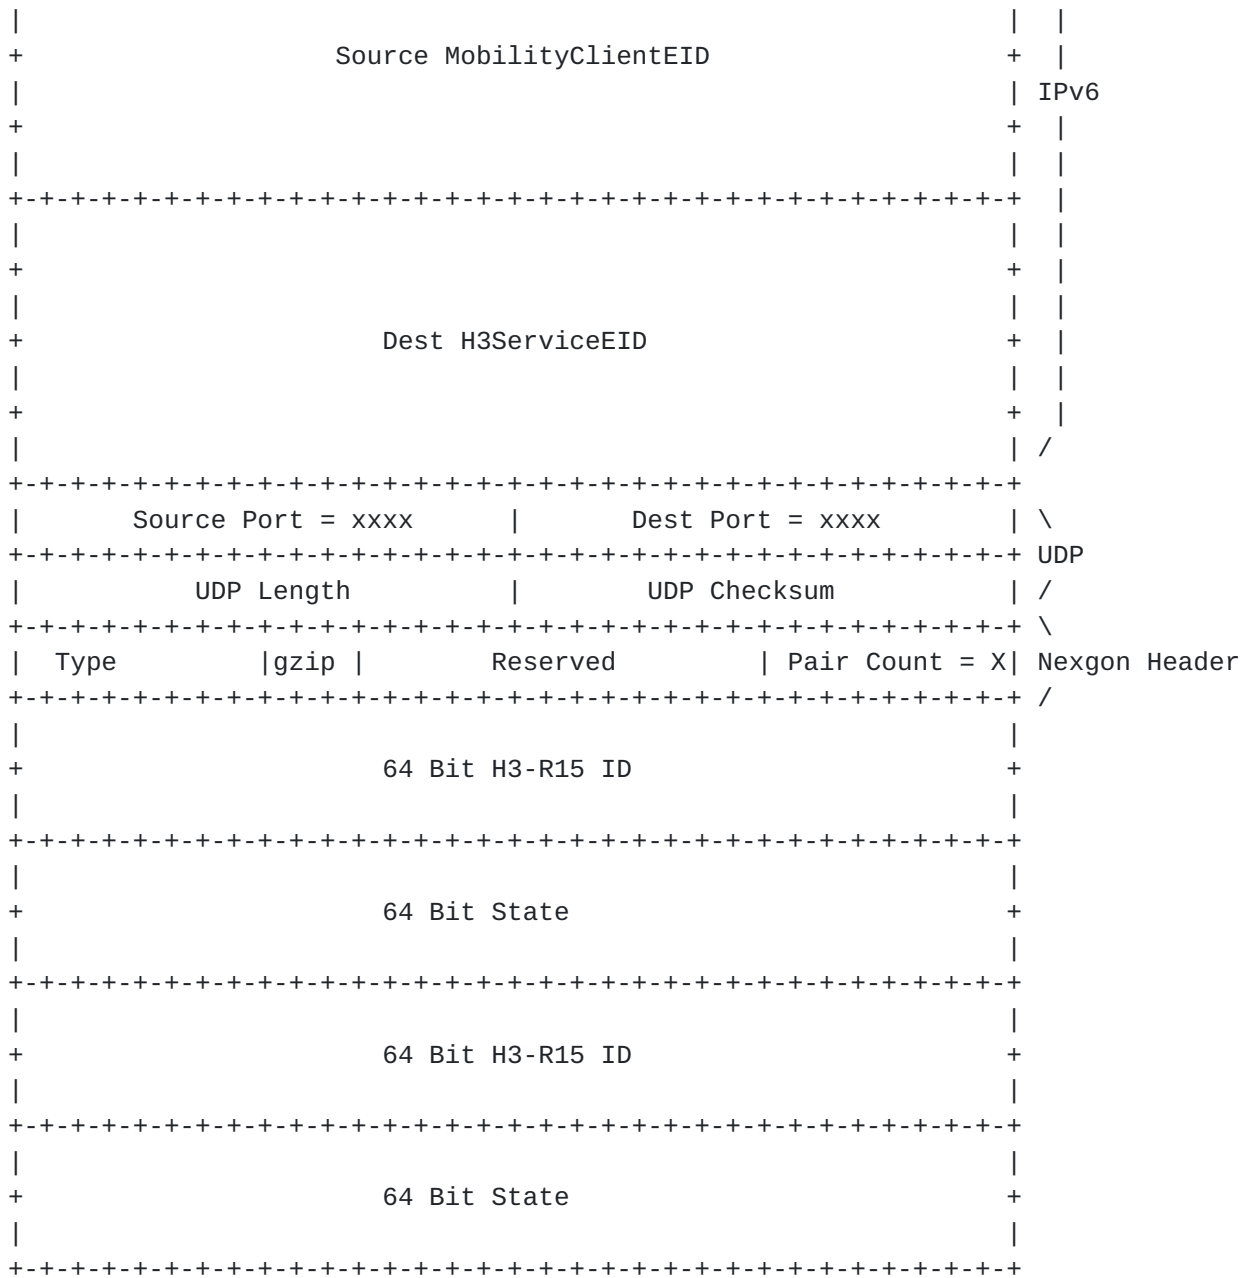 |                                                               |  |
+                    Source MobilityClientEID                   +  |
|                                                               | IPv6
+                                                               +  |
|                                                               |  |
+-+-+-+-+-+-+-+-+-+-+-+-+-+-+-+-+-+-+-+-+-+-+-+-+-+-+-+-+-+-+-+-+  |
|                                                               |  |
+                                                               +  |
|                                                               |  |
+                       Dest H3ServiceEID                       +  |
|                                                               |  |
+                                                               +  |
|                                                               | /
+-+-+-+-+-+-+-+-+-+-+-+-+-+-+-+-+-+-+-+-+-+-+-+-+-+-+-+-+-+-+-+-+
|       Source Port = xxxx      |       Dest Port = xxxx        | \
+-+-+-+-+-+-+-+-+-+-+-+-+-+-+-+-+-+-+-+-+-+-+-+-+-+-+-+-+-+-+-+-+ UDP
|           UDP Length          |        UDP Checksum           | /
+-+-+-+-+-+-+-+-+-+-+-+-+-+-+-+-+-+-+-+-+-+-+-+-+-+-+-+-+-+-+-+-+ \
|  Type         |gzip |        Reserved         | Pair Count = X| Nexgon Header
+-+-+-+-+-+-+-+-+-+-+-+-+-+-+-+-+-+-+-+-+-+-+-+-+-+-+-+-+-+-+-+-+ /
|                                                               |
+                       64 Bit H3-R15 ID                        +
|                                                               |
+-+-+-+-+-+-+-+-+-+-+-+-+-+-+-+-+-+-+-+-+-+-+-+-+-+-+-+-+-+-+-+-+
|                                                               |
+                       64 Bit State                            +
|                                                               |
+-+-+-+-+-+-+-+-+-+-+-+-+-+-+-+-+-+-+-+-+-+-+-+-+-+-+-+-+-+-+-+-+
|                                                               |
+                       64 Bit H3-R15 ID                        +
|                                                               |
+-+-+-+-+-+-+-+-+-+-+-+-+-+-+-+-+-+-+-+-+-+-+-+-+-+-+-+-+-+-+-+-+
|                                                               |
+                       64 Bit State                            +
|                                                               |
+-+-+-+-+-+-+-+-+-+-+-+-+-+-+-+-+-+-+-+-+-+-+-+-+-+-+-+-+-+-+-+-+